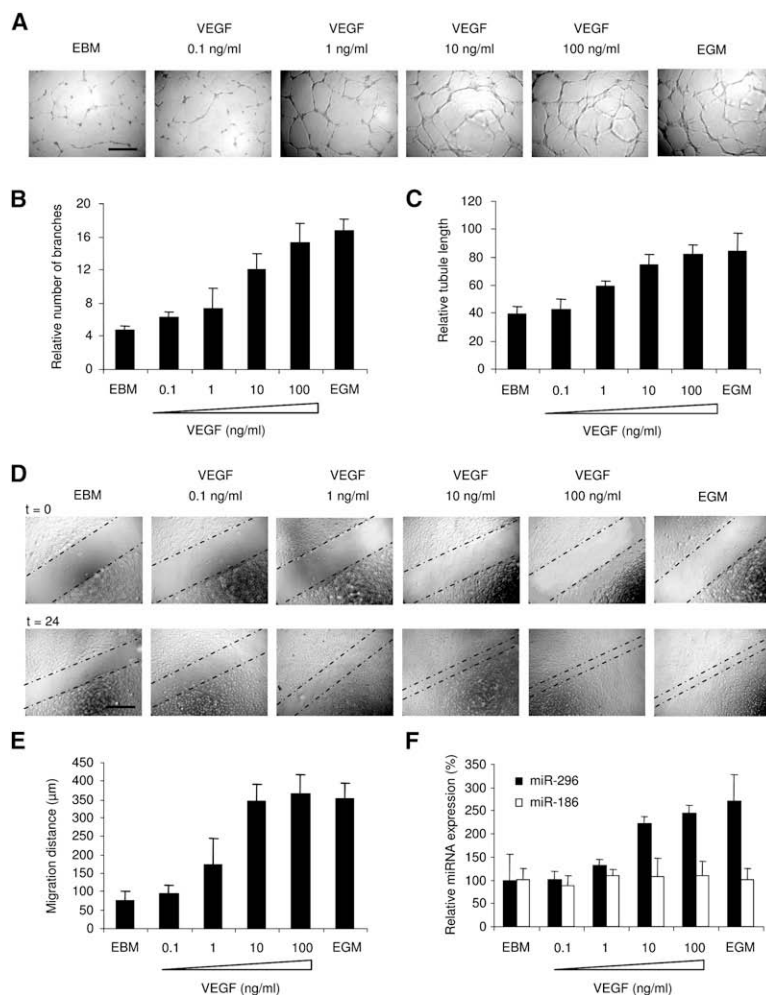 A
EBM
VEGF
0.1 ng/ml
VEGF
1 ng/ml
VEGF
10 ng/ml
VEGF
100 ng/ml
EGM
B
Relative number of branches
20
16
12
8
4
0
EBM 0.1 1 10 100 EGM
VEGF (ng/ml)
C
Relative tubule length
120
100
80
60
40
20
0
EBM 0.1 1 10 100 EGM
VEGF (ng/ml)
D
EBM
VEGF
0.1 ng/ml
VEGF
1 ng/ml
VEGF
10 ng/ml
VEGF
100 ng/ml
EGM
t = 0
t = 24
E
Migration distance (µm)
450
400
350
300
250
200
150
100
50
0
EBM 0.1 1 10 100 EGM
VEGF (ng/ml)
F
Relative miRNA expression (%)
350
300
250
200
150
100
50
0
miR-296
miR-186
EBM 0.1 1 10 100 EGM
VEGF (ng/ml)